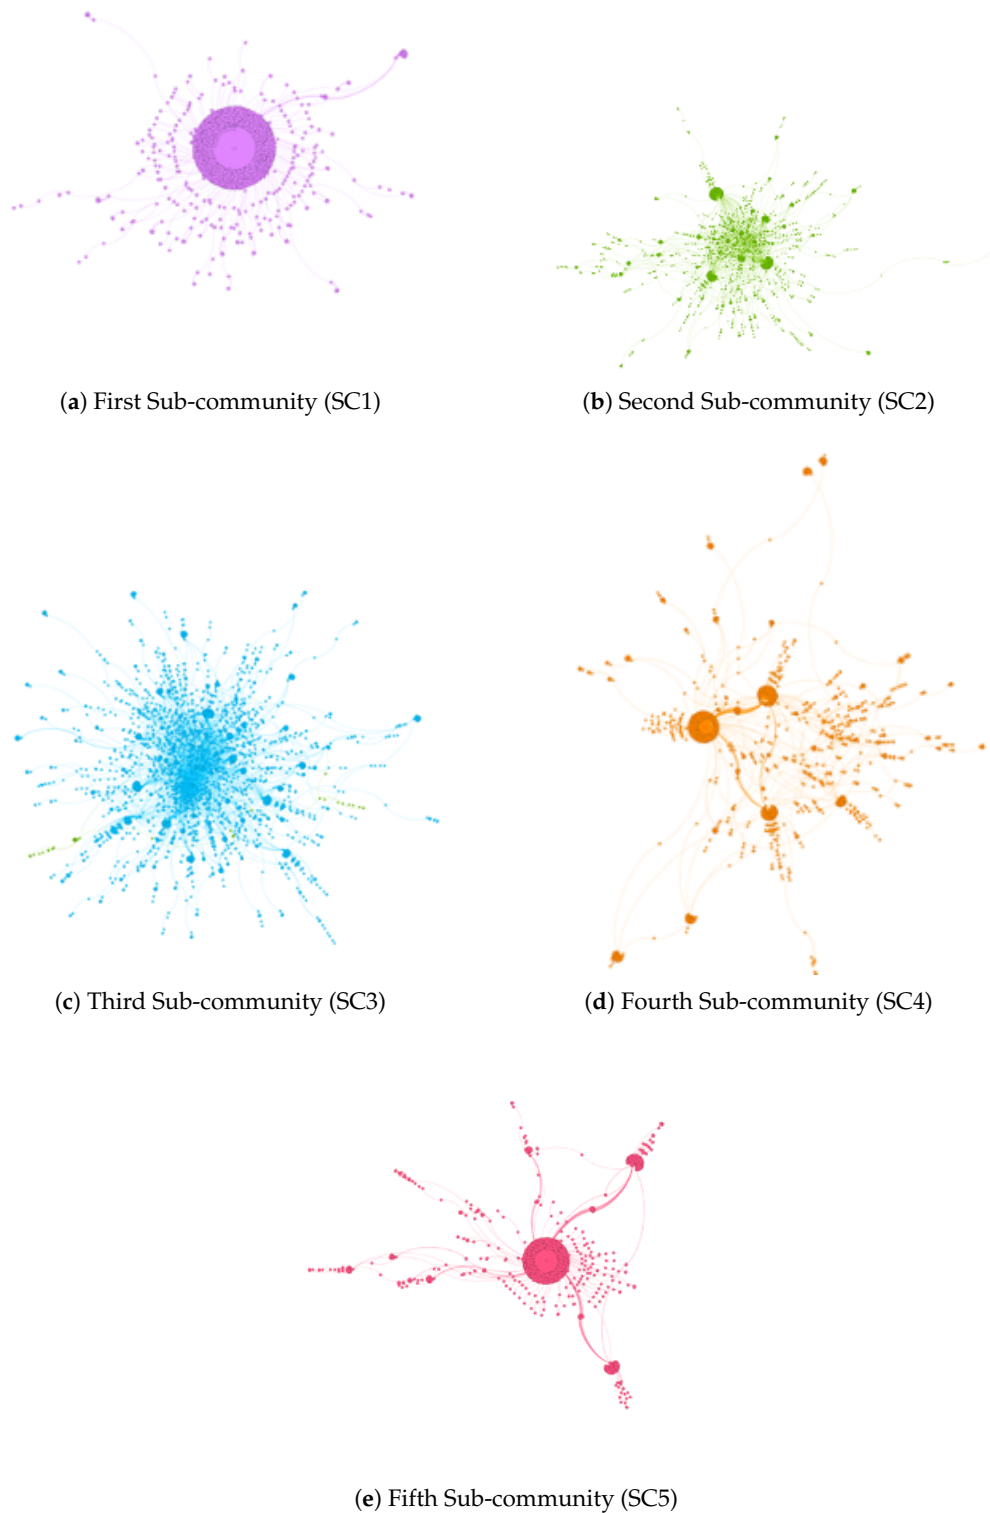 (a) First Sub-community (SC1)
(b) Second Sub-community (SC2)
(c) Third Sub-community (SC3)
(d) Fourth Sub-community (SC4)
(e) Fifth Sub-community (SC5)